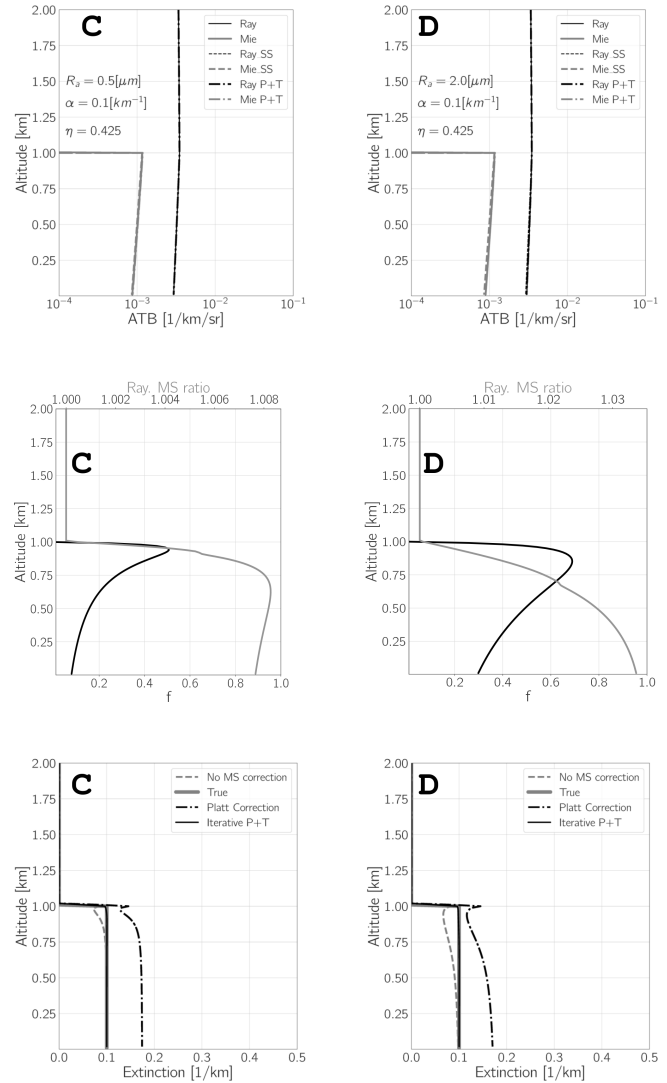 C
2.00
1.75
1.50
1.25
1.00
0.75
0.50
0.25
Altitude [km]
Ray
Mie
Ray SS
Mie SS
Ray P+T
Mie P+T
R_a = 0.5[μm]
α = 0.1[km⁻¹]
η = 0.425
10⁻⁴ 10⁻³ 10⁻² 10⁻¹
ATB [1/km/sr]
D
2.00
1.75
1.50
1.25
1.00
0.75
0.50
0.25
Altitude [km]
Ray
Mie
Ray SS
Mie SS
Ray P+T
Mie P+T
R_a = 2.0[μm]
α = 0.1[km⁻¹]
η = 0.425
10⁻⁴ 10⁻³ 10⁻² 10⁻¹
ATB [1/km/sr]
Ray. MS ratio
1.000 1.002 1.004 1.006 1.008
C
2.00
1.75
1.50
1.25
1.00
0.75
0.50
0.25
Altitude [km]
0.2 0.4 0.6 0.8 1.0
f
Ray. MS ratio
1.00 1.01 1.02 1.03
D
2.00
1.75
1.50
1.25
1.00
0.75
0.50
0.25
Altitude [km]
0.2 0.4 0.6 0.8 1.0
f
C
2.00
1.75
1.50
1.25
1.00
0.75
0.50
0.25
Altitude [km]
No MS correction
True
Platt Correction
Iterative P+T
0.0 0.1 0.2 0.3 0.4 0.5
Extinction [1/km]
D
2.00
1.75
1.50
1.25
1.00
0.75
0.50
0.25
Altitude [km]
No MS correction
True
Platt Correction
Iterative P+T
0.0 0.1 0.2 0.3 0.4 0.5
Extinction [1/km]